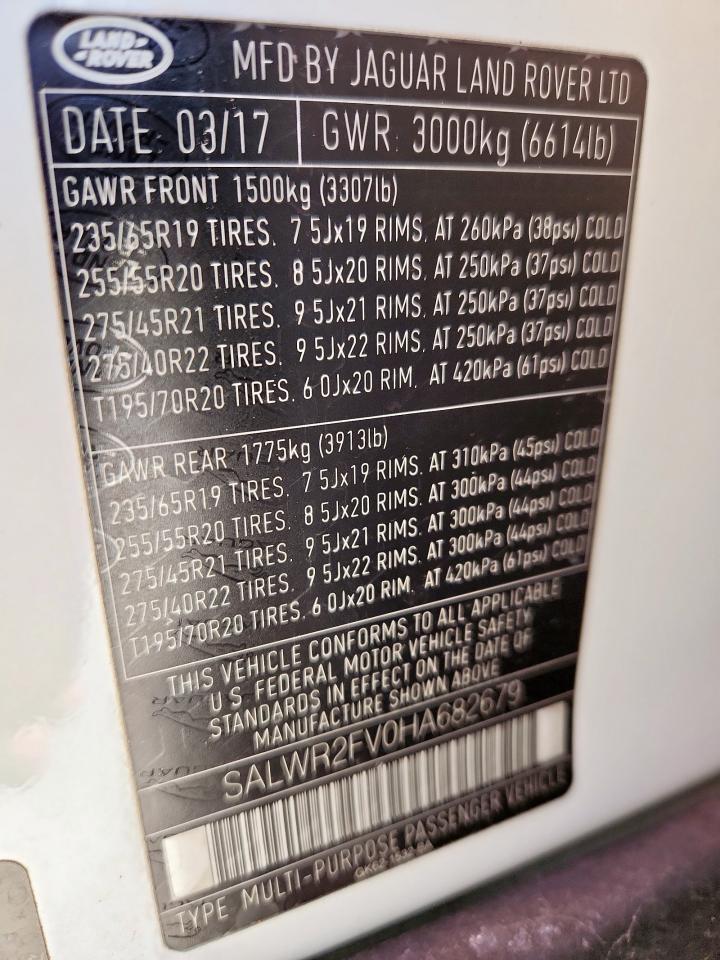 LAND-
-ROVER
MFD BY JAGUAR LAND ROVER LTD
DATE: 03/17 GWR: 3000kg (6614lb)
GAWR FRONT 1500kg (3307lb)
235/65R19 TIRES. 7 5Jx19 RIMS. AT 260kPa (38psi) COLD
255/55R20 TIRES. 8 5Jx20 RIMS. AT 250kPa (37psi) COLD
275/45R21 TIRES. 9 5Jx21 RIMS. AT 250kPa (37psi) COLD
275/40R22 TIRES. 9 5Jx22 RIMS. AT 250kPa (37psi) COLD
T195/70R20 TIRES. 6 0Jx20 RIM. AT 420kPa (61psi) COLD
GAWR REAR 1775kg (3913lb)
235/65R19 TIRES. 7 5Jx19 RIMS. AT 310kPa (45psi) COLD
255/55R20 TIRES. 8 5Jx20 RIMS. AT 300kPa (44psi) COLD
275/45R21 TIRES. 9 5Jx21 RIMS. AT 300kPa (44psi) COLD
275/40R22 TIRES. 9 5Jx22 RIMS. AT 300kPa (44psi) COLD
T195/70R20 TIRES. 6 0Jx20 RIM. AT 420kPa (61psi) COLD
THIS VEHICLE CONFORMS TO ALL APPLICABLE
U S FEDERAL MOTOR VEHICLE SAFETY
STANDARDS IN EFFECT ON THE DATE OF
MANUFACTURE SHOWN ABOVE
SALWR2FV0HA682679
TYPE MULTI-PURPOSE PASSENGER VEHICLE